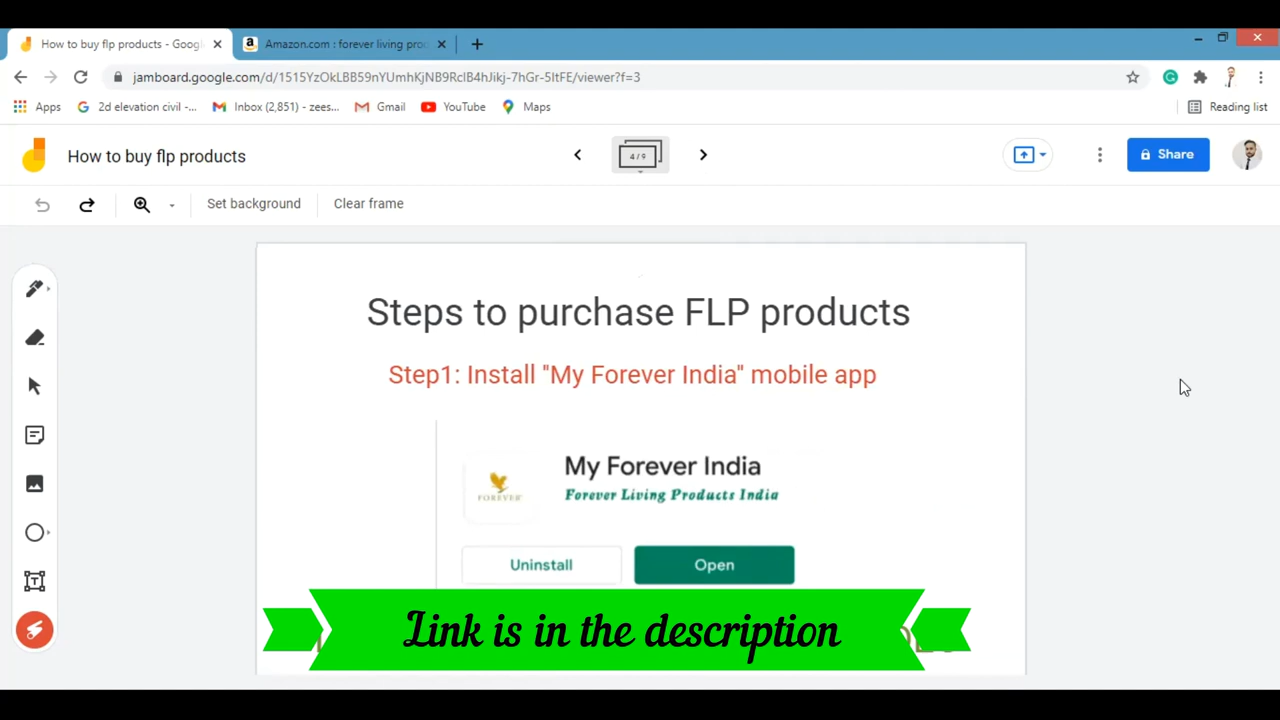 How to buy flp products - Goog
Amazon.com : forever living proc
jamboard.google.com/d/1515YzOkLBB59nYUmhKjNB9RclB4hJikj-7hGr-5ItFE/viewer?f=3
Apps
2d elevation civil -...
Inbox (2,851) - zees...
Gmail
YouTube
Maps
Reading list
How to buy flp products
4 / 9
Share
Set background
Clear frame
Steps to purchase FLP products
Step1: Install "My Forever India" mobile app
My Forever India
FOREVER
Forever Living Products India
Uninstall
Open
Link is in the description